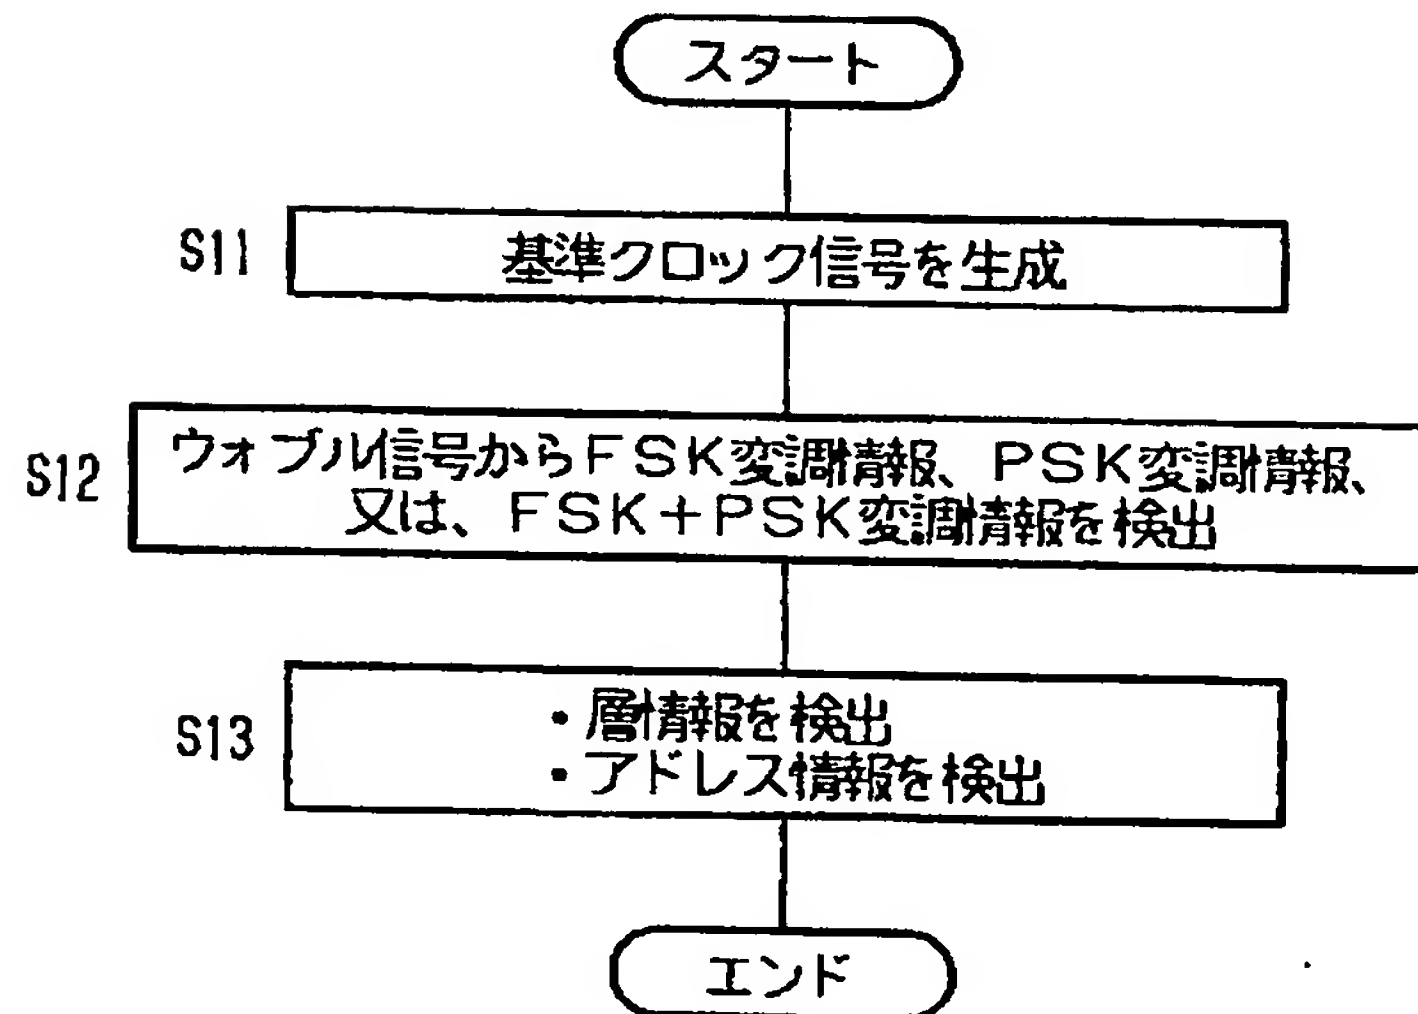 スタート
S11
基準クロック信号を生成
S12
ウォブル信号からFSK変調情報、PSK変調情報、
又は、FSK+PSK変調情報を検出
S13
・層情報を検出
・アドレス情報を検出
エンド